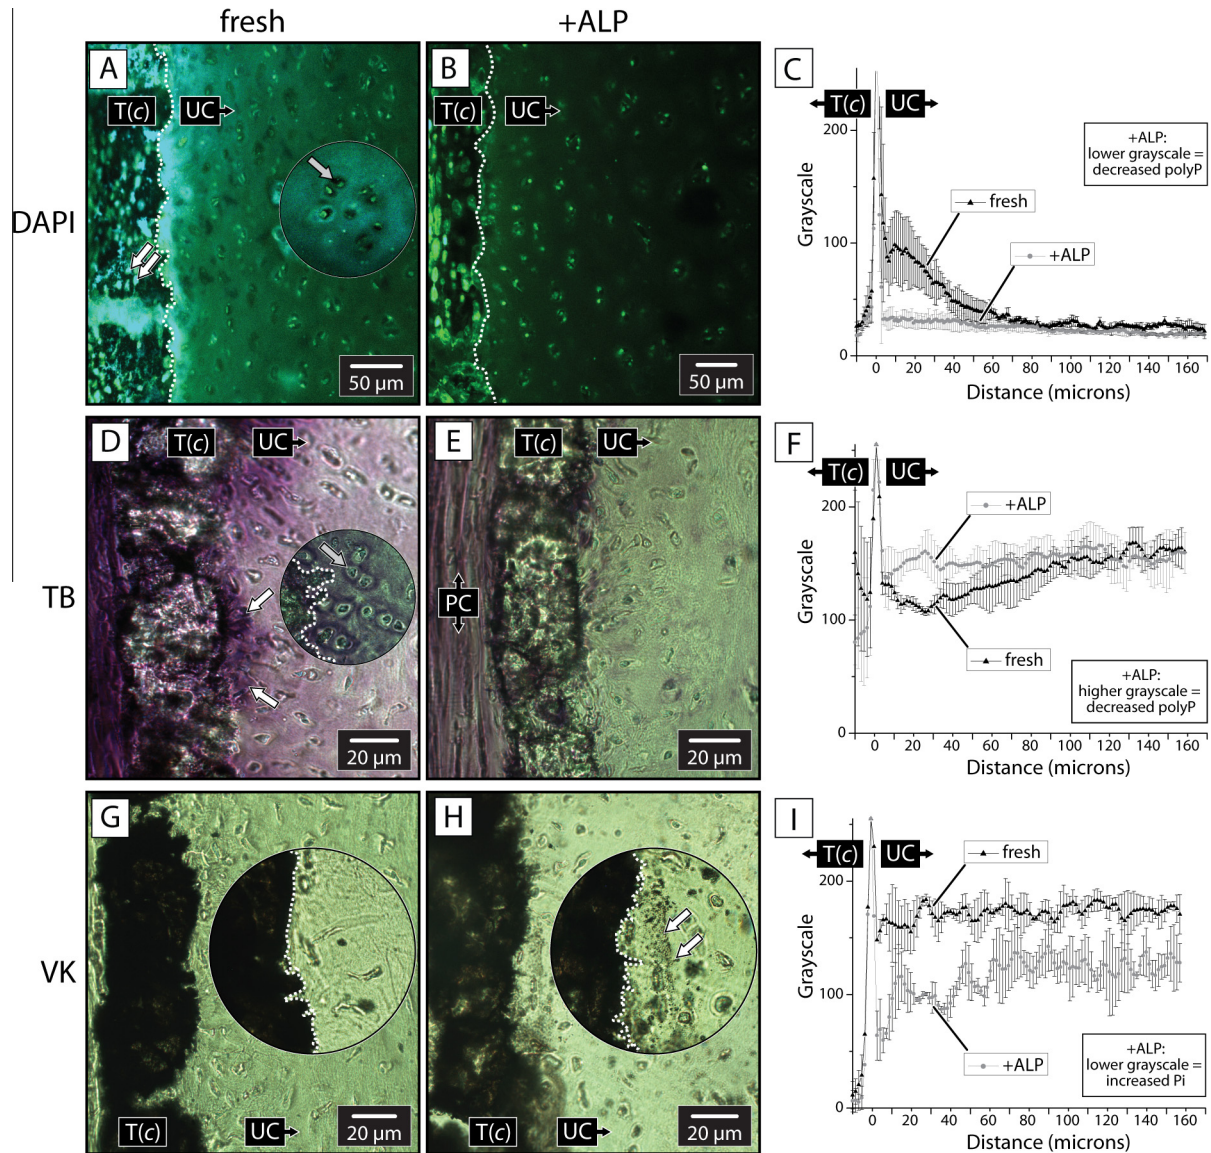 fresh
+ALP
DAPI
A
T(c)
UC
50 µm
B
T(c)
UC
50 µm
C
T(c)
UC
200
100
0
Grayscale
+ALP:
lower grayscale =
decreased polyP
fresh
+ALP
0 20 40 60 80 100 120 140 160
Distance (microns)
TB
D
T(c)
UC
20 µm
E
T(c)
UC
PC
20 µm
F
T(c)
UC
200
100
0
Grayscale
+ALP
fresh
+ALP:
higher grayscale =
decreased polyP
0 20 40 60 80 100 120 140 160
Distance (microns)
VK
G
T(c)
UC
20 µm
H
T(c)
UC
20 µm
I
T(c)
UC
200
100
0
Grayscale
fresh
+ALP
+ALP:
lower grayscale =
increased Pi
0 20 40 60 80 100 120 140 160
Distance (microns)